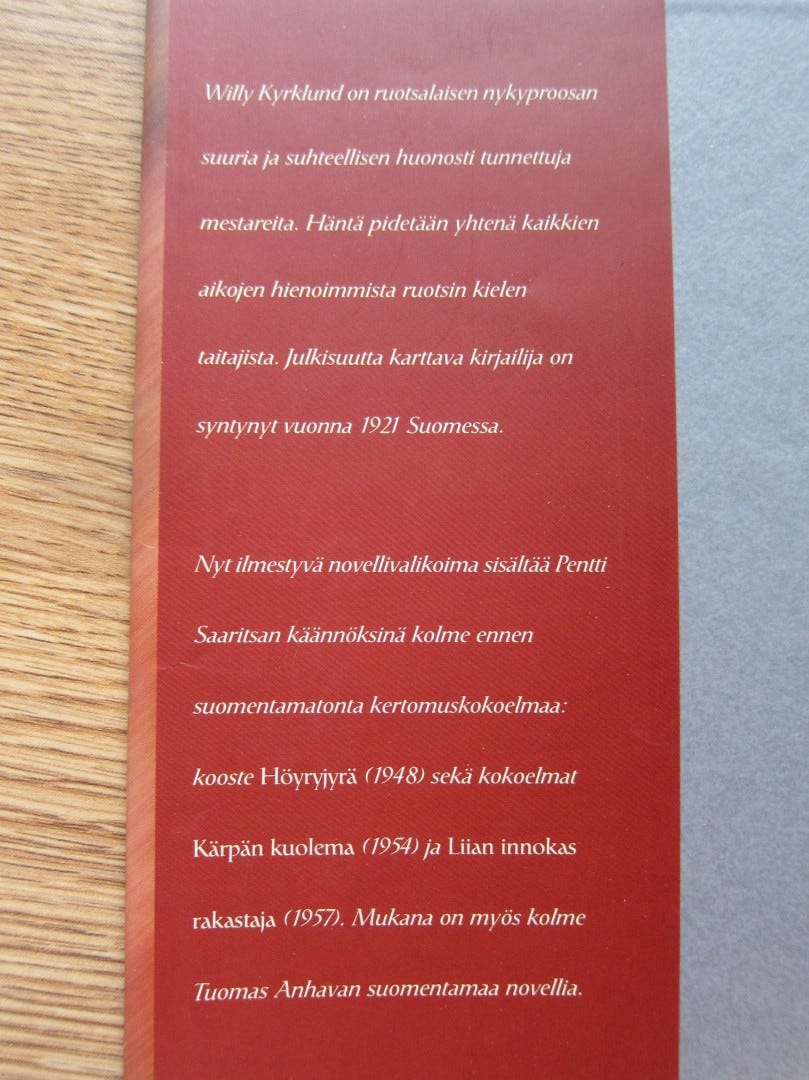 Willy Kyrklund on ruotsalaisen nykyproosan
suuria ja suhteellisen huonosti tunnettuja
mestareita. Häntä pidetään yhtenä kaikkien
aikojen hienoimmista ruotsin kielen
taitajista. Julkisuutta karttava kirjailija on
syntynyt vuonna 1921 Suomessa.
Nyt ilmestyvä novellivalikoima sisältää Pentti
Saaritsan käännöksinä kolme ennen
suomentamatonta kertomuskokoelmaa:
kooste Höyryjyrä (1948) sekä kokoelmat
Kärpän kuolema (1954) ja Liian innokas
rakastaja (1957). Mukana on myös kolme
Tuomas Anhavan suomentamaa novellia.